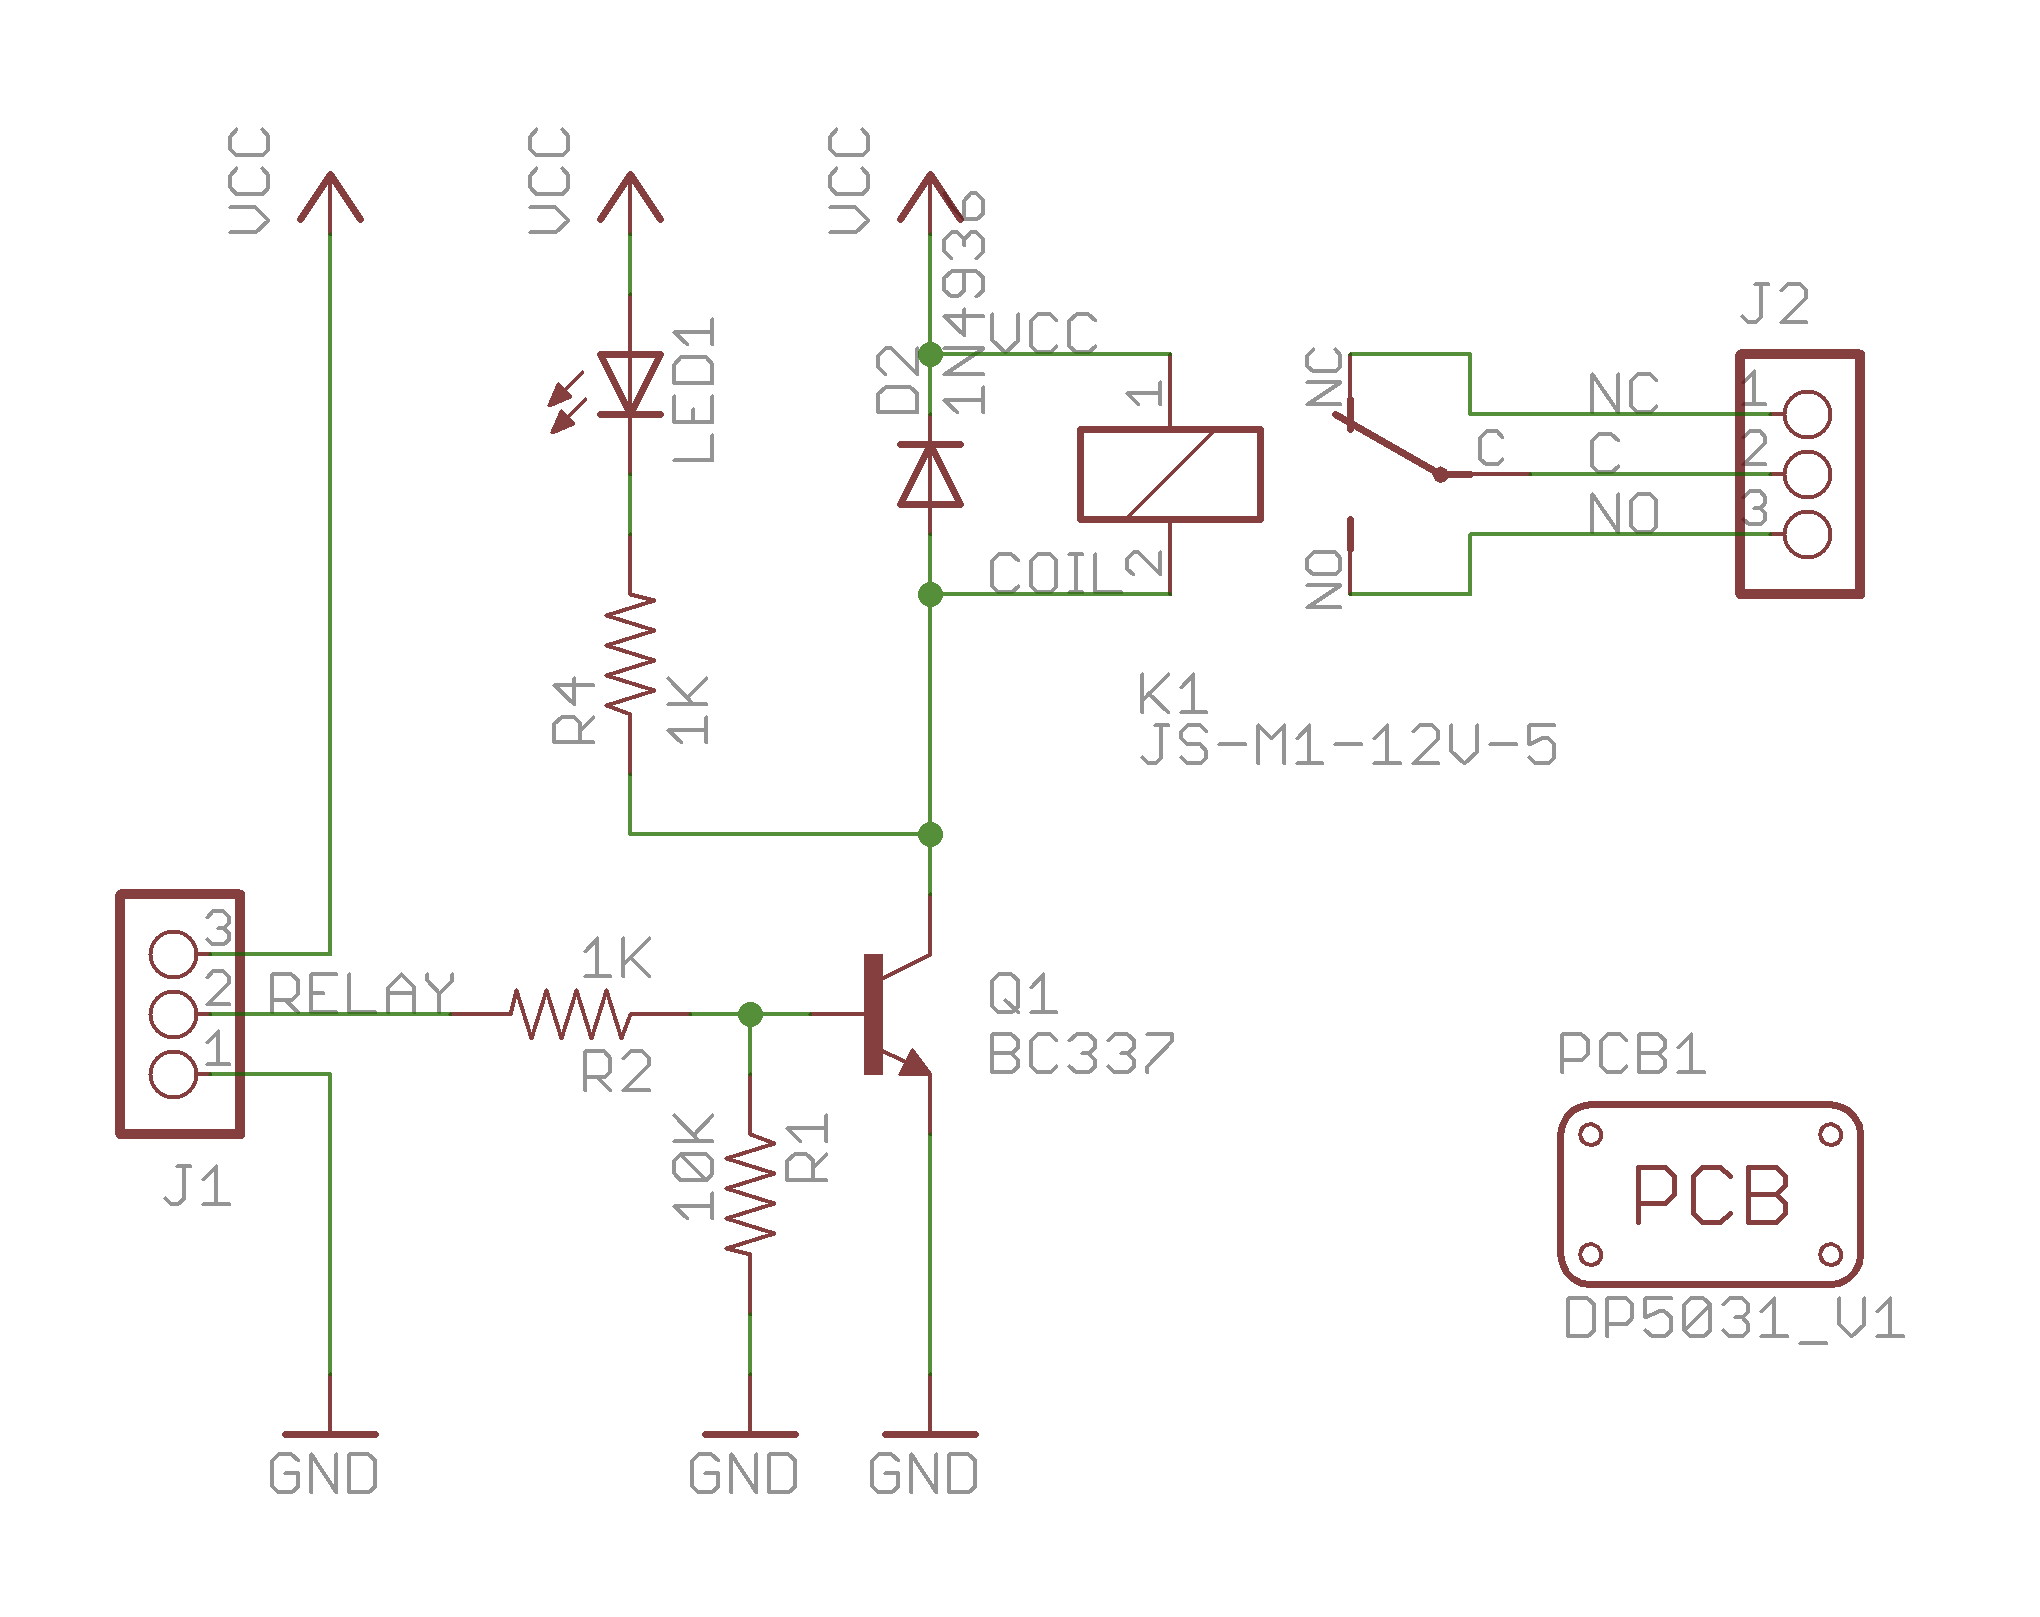 VCC
VCC
VCC
1N4936
D2
VCC
LED1
1
2
COIL
NC
C
NO
J2
NC
1
C
2
NO
3
R4
1K
K1
JS-M1-12V-5
3
2
1
RELAY
J1
1K
R2
Q1
BC337
10K
R1
PCB1
PCB
DP5031_V1
GND
GND
GND